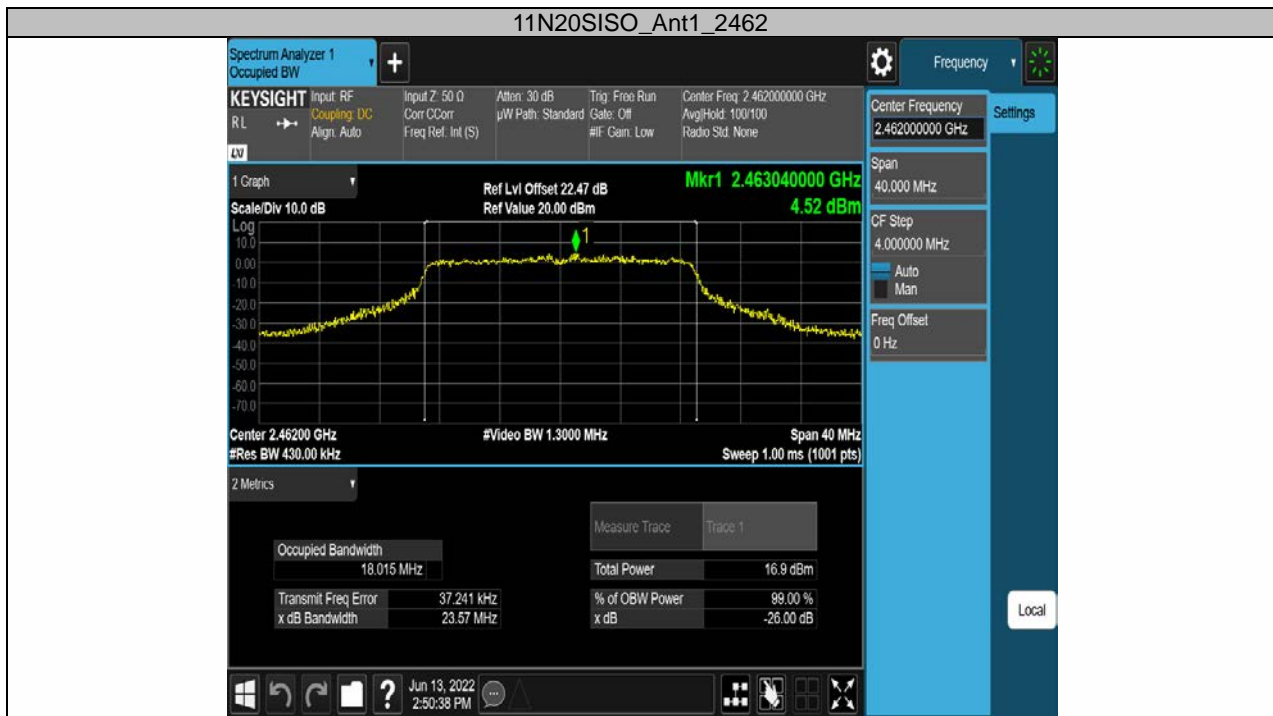 11N20SISO_Ant1_2462
Spectrum Analyzer 1
Occupied BW
+
Frequency
KEYSIGHT
RL
LXI
Input: RF
Coupling: DC
Align: Auto
Input Z: 50 Ω
Corr CCorr
Freq Ref: Int (S)
Atten: 30 dB
µW Path: Standard
Trig: Free Run
Gate: Off
#IF Gain: Low
Center Freq: 2.462000000 GHz
Avg|Hold: 100/100
Radio Std: None
Center Frequency
2.462000000 GHz
Settings
Span
40.000 MHz
CF Step
4.000000 MHz
Auto
Man
Freq Offset
0 Hz
Local
1 Graph
Scale/Div 10.0 dB
Ref Lvl Offset 22.47 dB
Ref Value 20.00 dBm
Mkr1 2.463040000 GHz
4.52 dBm
Log
10.0
0.00
-10.0
-20.0
-30.0
-40.0
-50.0
-60.0
-70.0
1
Center 2.46200 GHz
#Res BW 430.00 kHz
#Video BW 1.3000 MHz
Span 40 MHz
Sweep 1.00 ms (1001 pts)
2 Metrics
Measure Trace Trace 1
Occupied Bandwidth
18.015 MHz
Total Power 16.9 dBm
Transmit Freq Error 37.241 kHz
% of OBW Power 99.00 %
x dB Bandwidth 23.57 MHz
x dB -26.00 dB
?
Jun 13, 2022
2:50:38 PM